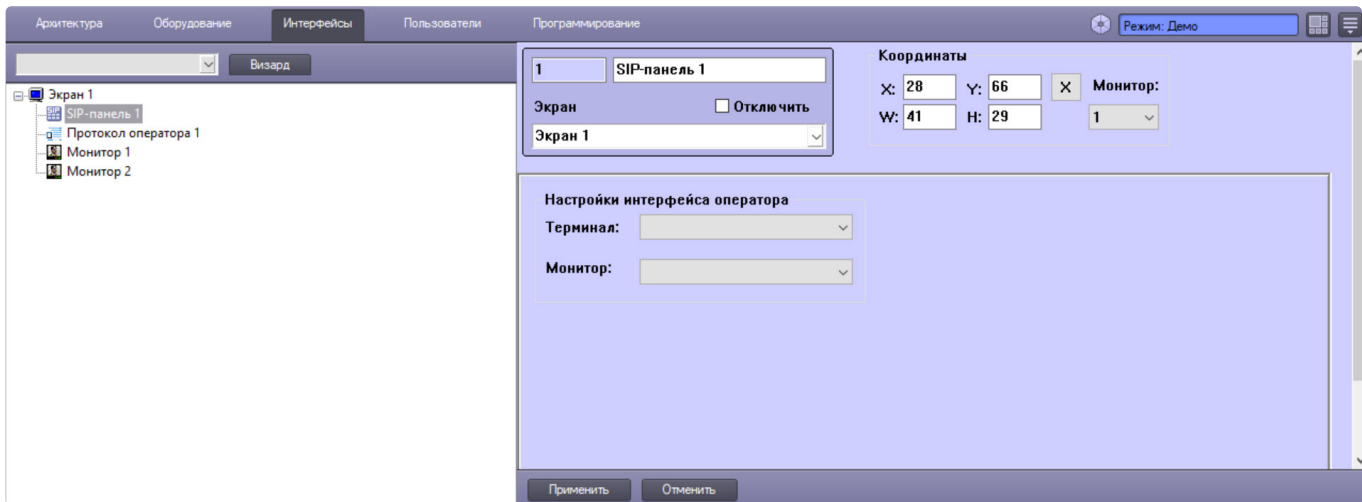 Архитектура Оборудование Интерфейсы Пользователи Программирование Режим: Демо
Визард
Экран 1
SIP-панель 1
Протокол оператора 1
Монитор 1
Монитор 2
1 SIP-панель 1
Экран Отключить
Экран 1
Координаты
X: 28 Y: 66 X Монитор:
W: 41 H: 29 1
Настройки интерфейса оператора
Терминал:
Монитор:
Применить Отменить